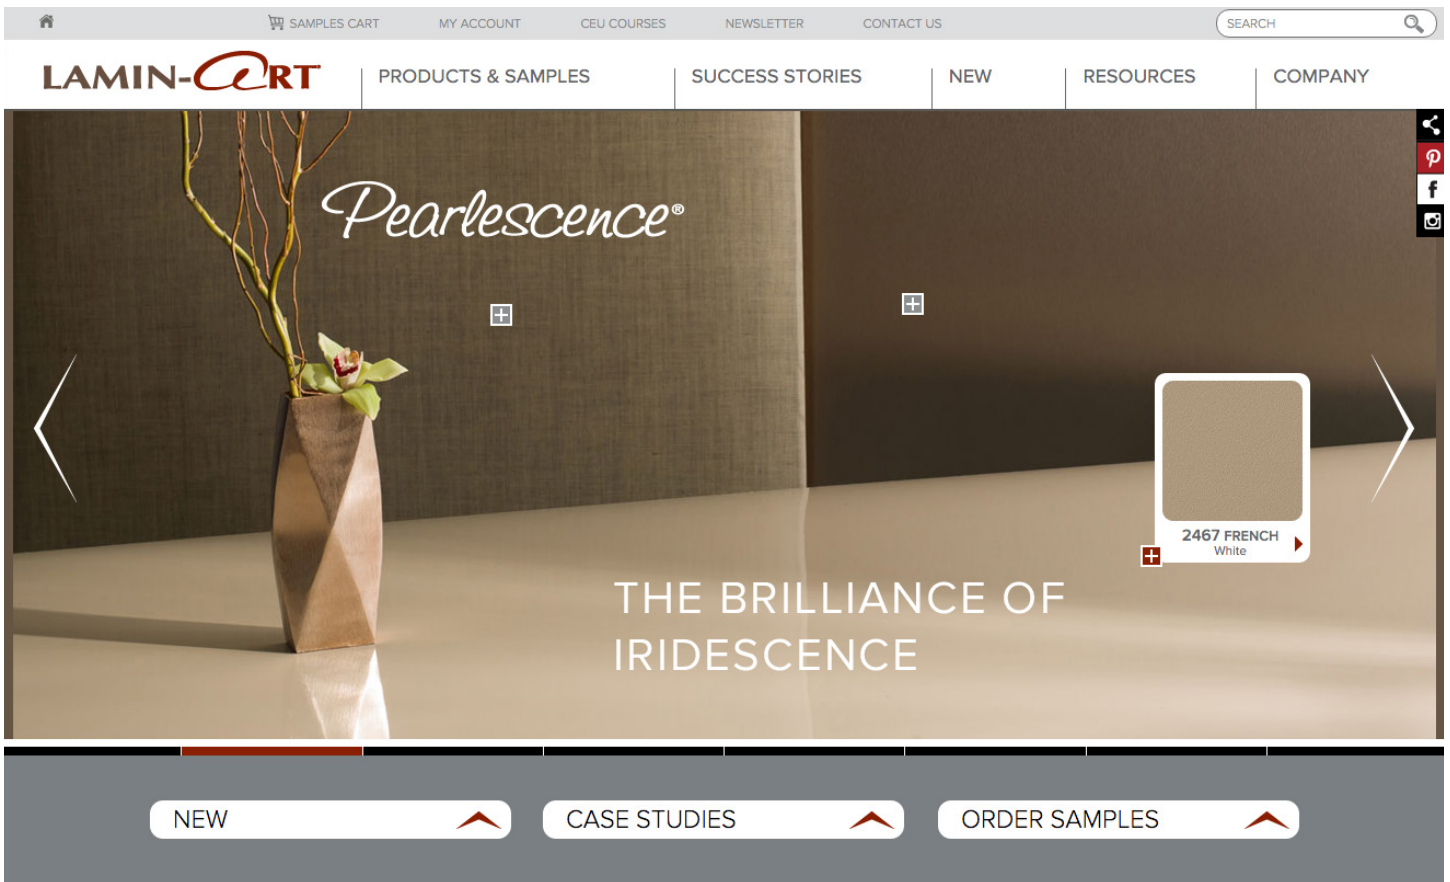 SAMPLES CART
MY ACCOUNT
CEU COURSES
NEWSLETTER
CONTACT US
SEARCH
LAMIN-ART
PRODUCTS & SAMPLES
SUCCESS STORIES
NEW
RESOURCES
COMPANY
Pearlescence®
2467 FRENCH
White
THE BRILLIANCE OF
IRIDESCENCE
NEW
CASE STUDIES
ORDER SAMPLES